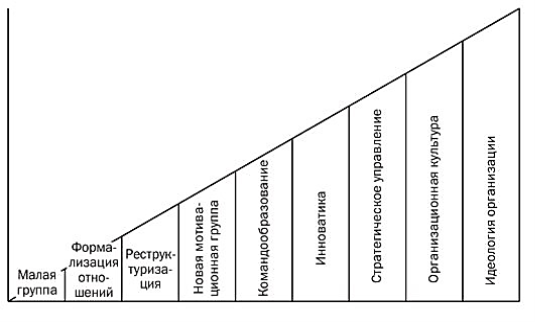 Малая
группа
Форма-
лизация
отно-
шений
Реструк-
туриза-
ция
Новая мотива-
ционная группа
Командообразование
Инноватика
Стратегическое управление
Организационная культура
Идеология организации